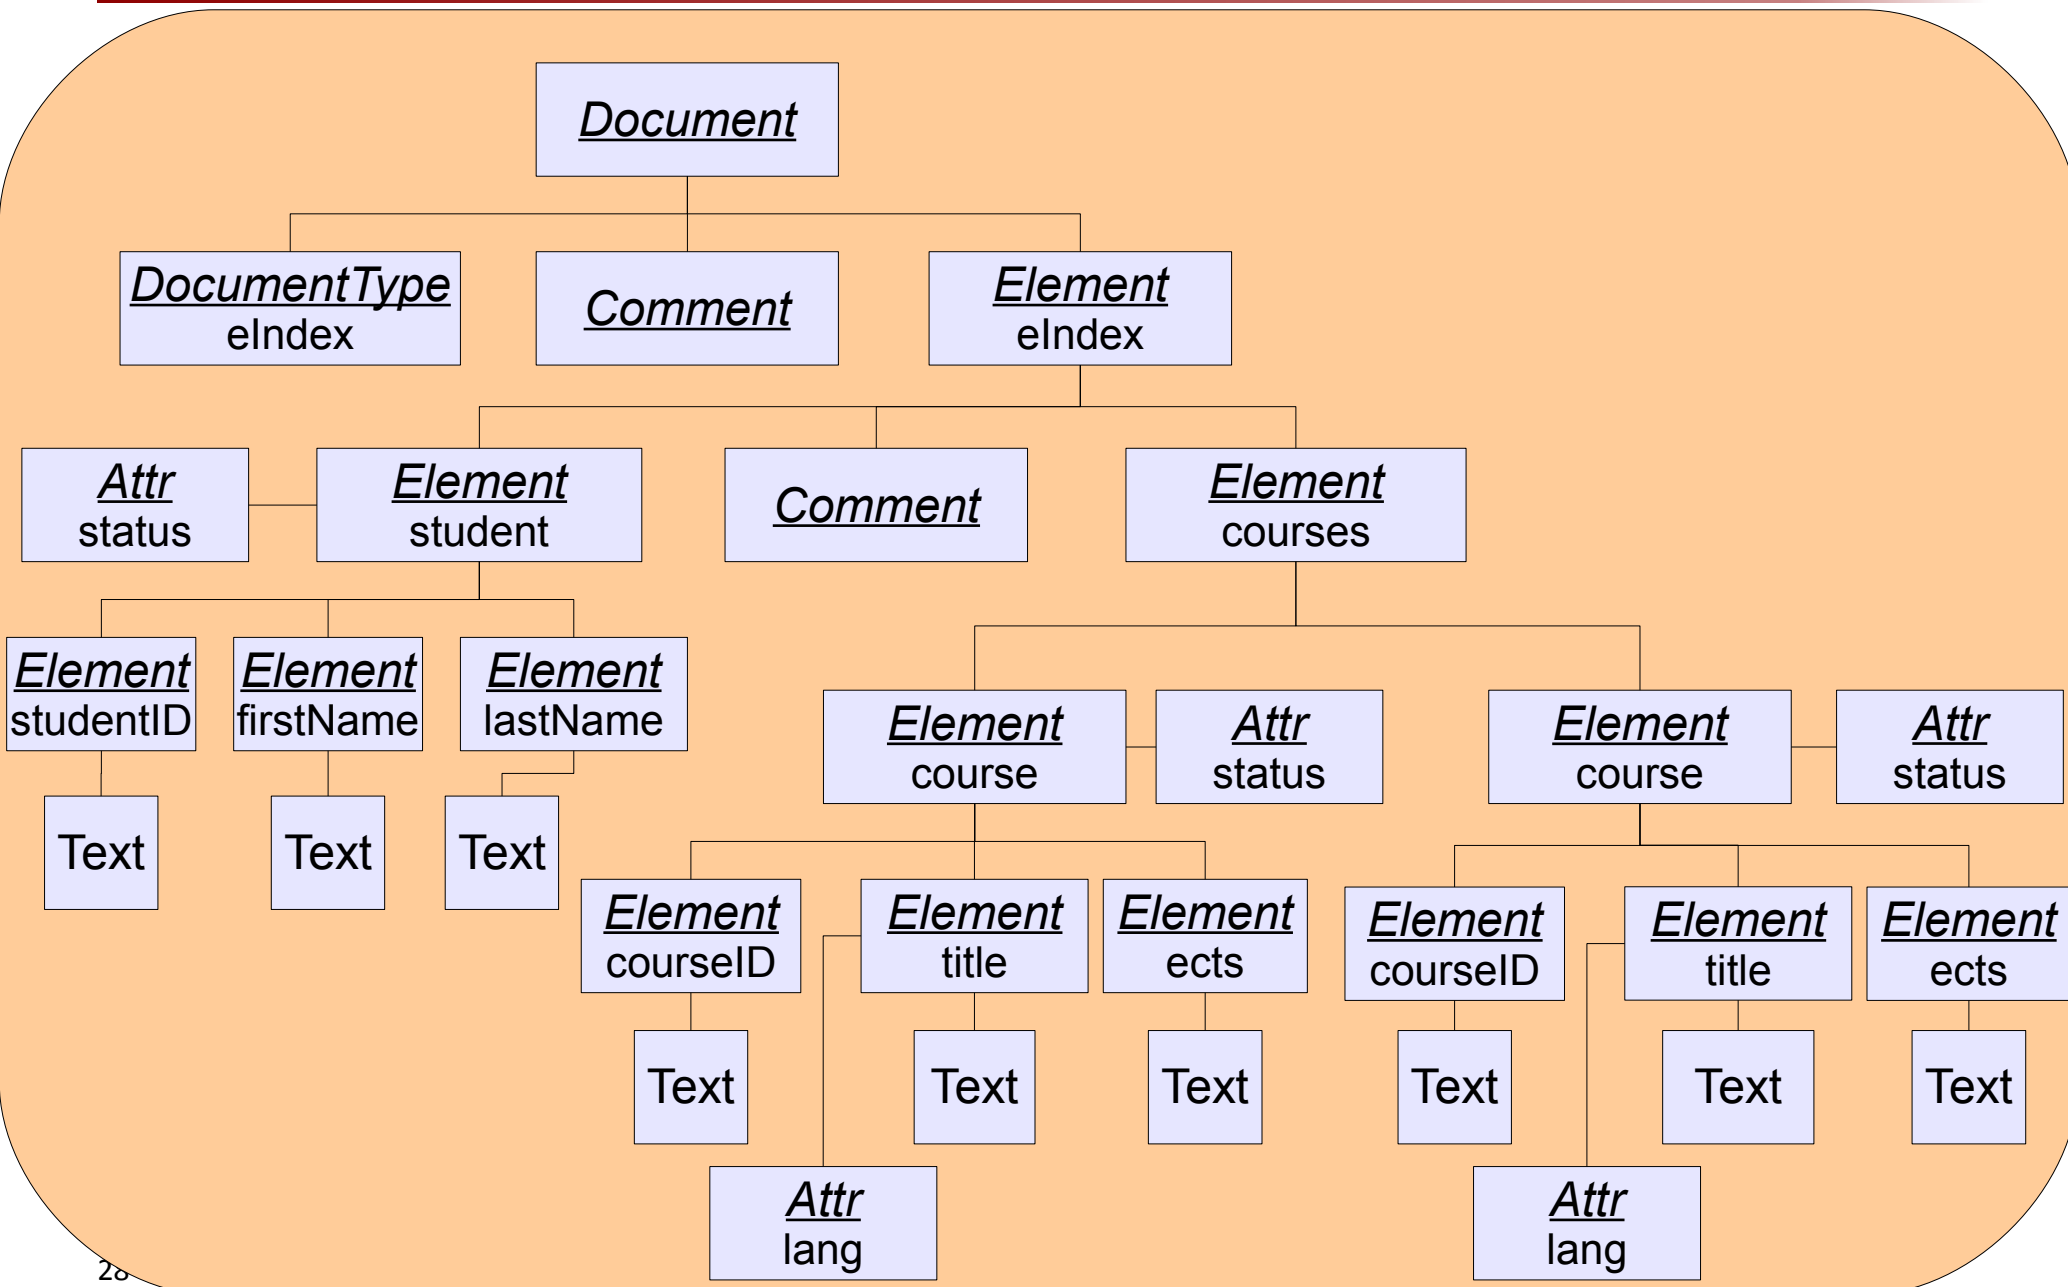 Document
DocumentType
eIndex
Comment
Element
eIndex
Attr
status
Element
student
Comment
Element
courses
Element
studentID
Element
firstName
Element
lastName
Element
course
Attr
status
Element
course
Attr
status
Text
Text
Text
Element
courseID
Element
title
Element
ects
Element
courseID
Element
title
Element
ects
Text
Text
Text
Text
Text
Text
Attr
lang
Attr
lang
28